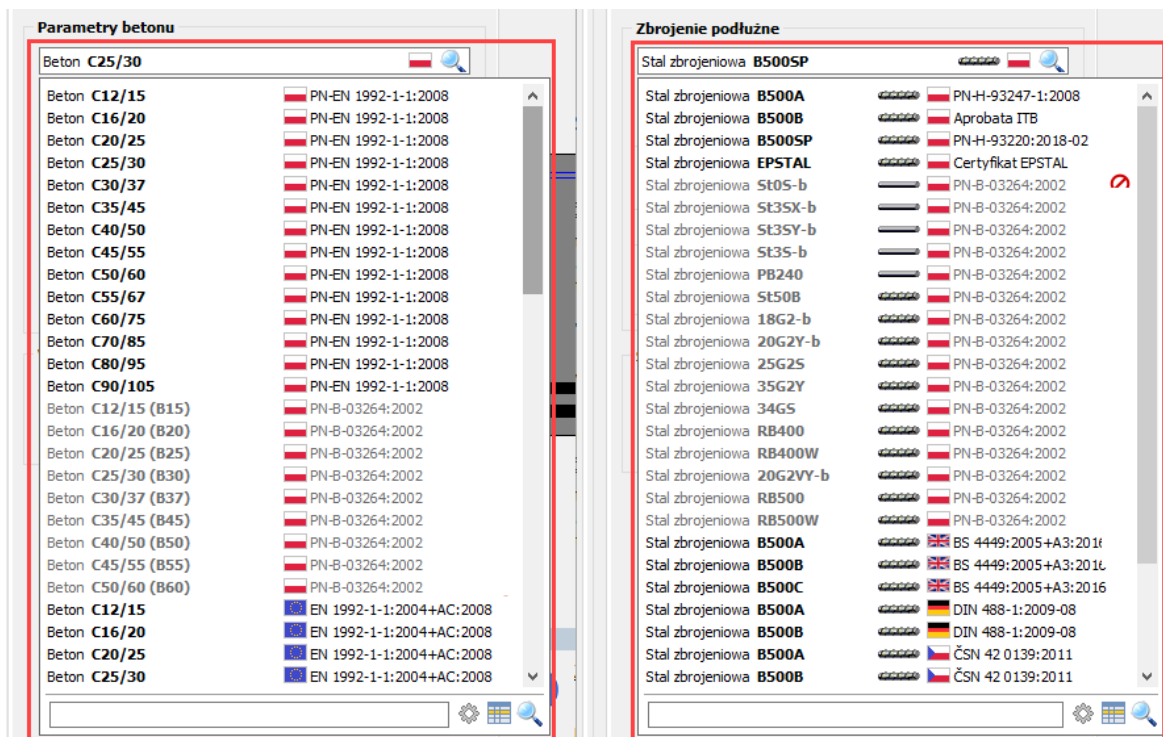 Parametry betonu
Beton C25/30
Beton C12/15 PN-EN 1992-1-1:2008
Beton C16/20 PN-EN 1992-1-1:2008
Beton C20/25 PN-EN 1992-1-1:2008
Beton C25/30 PN-EN 1992-1-1:2008
Beton C30/37 PN-EN 1992-1-1:2008
Beton C35/45 PN-EN 1992-1-1:2008
Beton C40/50 PN-EN 1992-1-1:2008
Beton C45/55 PN-EN 1992-1-1:2008
Beton C50/60 PN-EN 1992-1-1:2008
Beton C55/67 PN-EN 1992-1-1:2008
Beton C60/75 PN-EN 1992-1-1:2008
Beton C70/85 PN-EN 1992-1-1:2008
Beton C80/95 PN-EN 1992-1-1:2008
Beton C90/105 PN-EN 1992-1-1:2008
Beton C12/15 (B15) PN-B-03264:2002
Beton C16/20 (B20) PN-B-03264:2002
Beton C20/25 (B25) PN-B-03264:2002
Beton C25/30 (B30) PN-B-03264:2002
Beton C30/37 (B37) PN-B-03264:2002
Beton C35/45 (B45) PN-B-03264:2002
Beton C40/50 (B50) PN-B-03264:2002
Beton C45/55 (B55) PN-B-03264:2002
Beton C50/60 (B60) PN-B-03264:2002
Beton C12/15 EN 1992-1-1:2004+AC:2008
Beton C16/20 EN 1992-1-1:2004+AC:2008
Beton C20/25 EN 1992-1-1:2004+AC:2008
Beton C25/30 EN 1992-1-1:2004+AC:2008
Zbrojenie podłużne
Stal zbrojeniowa B500SP
Stal zbrojeniowa B500A PN-H-93247-1:2008
Stal zbrojeniowa B500B Aprobata ITB
Stal zbrojeniowa B500SP PN-H-93220:2018-02
Stal zbrojeniowa EPSTAL Certyfikat EPSTAL
Stal zbrojeniowa St0S-b PN-B-03264:2002
Stal zbrojeniowa St3SX-b PN-B-03264:2002
Stal zbrojeniowa St3SY-b PN-B-03264:2002
Stal zbrojeniowa St3S-b PN-B-03264:2002
Stal zbrojeniowa PB240 PN-B-03264:2002
Stal zbrojeniowa St50B PN-B-03264:2002
Stal zbrojeniowa 18G2-b PN-B-03264:2002
Stal zbrojeniowa 20G2Y-b PN-B-03264:2002
Stal zbrojeniowa 25G2S PN-B-03264:2002
Stal zbrojeniowa 35G2Y PN-B-03264:2002
Stal zbrojeniowa 34GS PN-B-03264:2002
Stal zbrojeniowa RB400 PN-B-03264:2002
Stal zbrojeniowa RB400W PN-B-03264:2002
Stal zbrojeniowa 20G2VY-b PN-B-03264:2002
Stal zbrojeniowa RB500 PN-B-03264:2002
Stal zbrojeniowa RB500W PN-B-03264:2002
Stal zbrojeniowa B500A BS 4449:2005+A3:2016
Stal zbrojeniowa B500B BS 4449:2005+A3:2016
Stal zbrojeniowa B500C BS 4449:2005+A3:2016
Stal zbrojeniowa B500A DIN 488-1:2009-08
Stal zbrojeniowa B500B DIN 488-1:2009-08
Stal zbrojeniowa B500A ČSN 42 0139:2011
Stal zbrojeniowa B500B ČSN 42 0139:2011